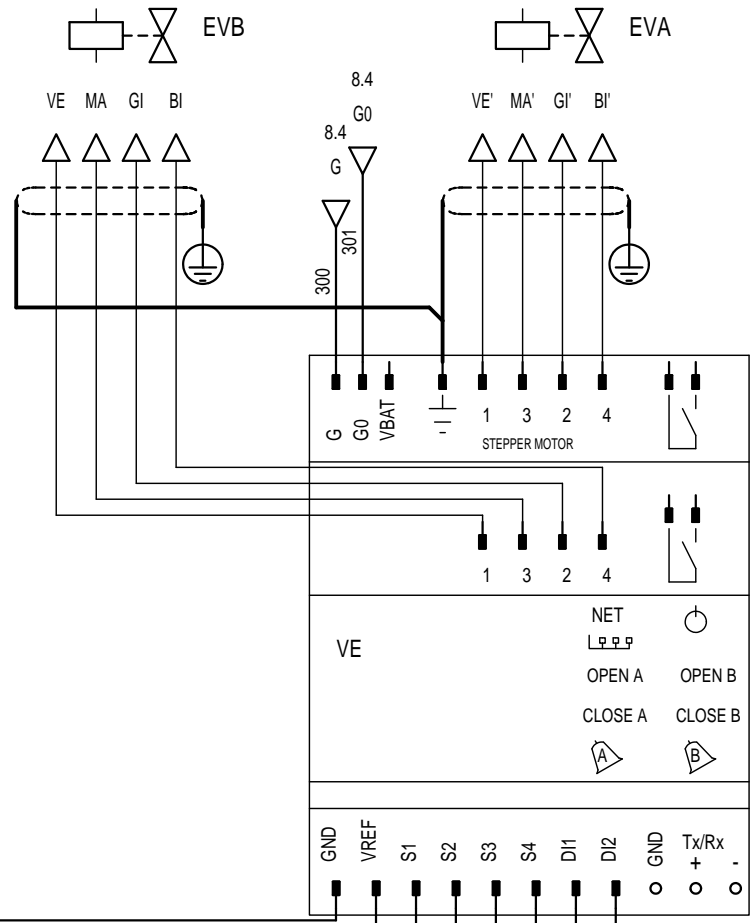 EVB EVA
8.4
VE MA GI BI G0 VE' MA' GI' BI'
8.4
G
301
300
G G0 VBAT 1 3 2 4
STEPPER MOTOR
1 3 2 4
NET
VE
OPEN A OPEN B
CLOSE A CLOSE B
A B
GND VREF S1 S2 S3 S4 DI1 DI2 GND Tx/Rx
+ -